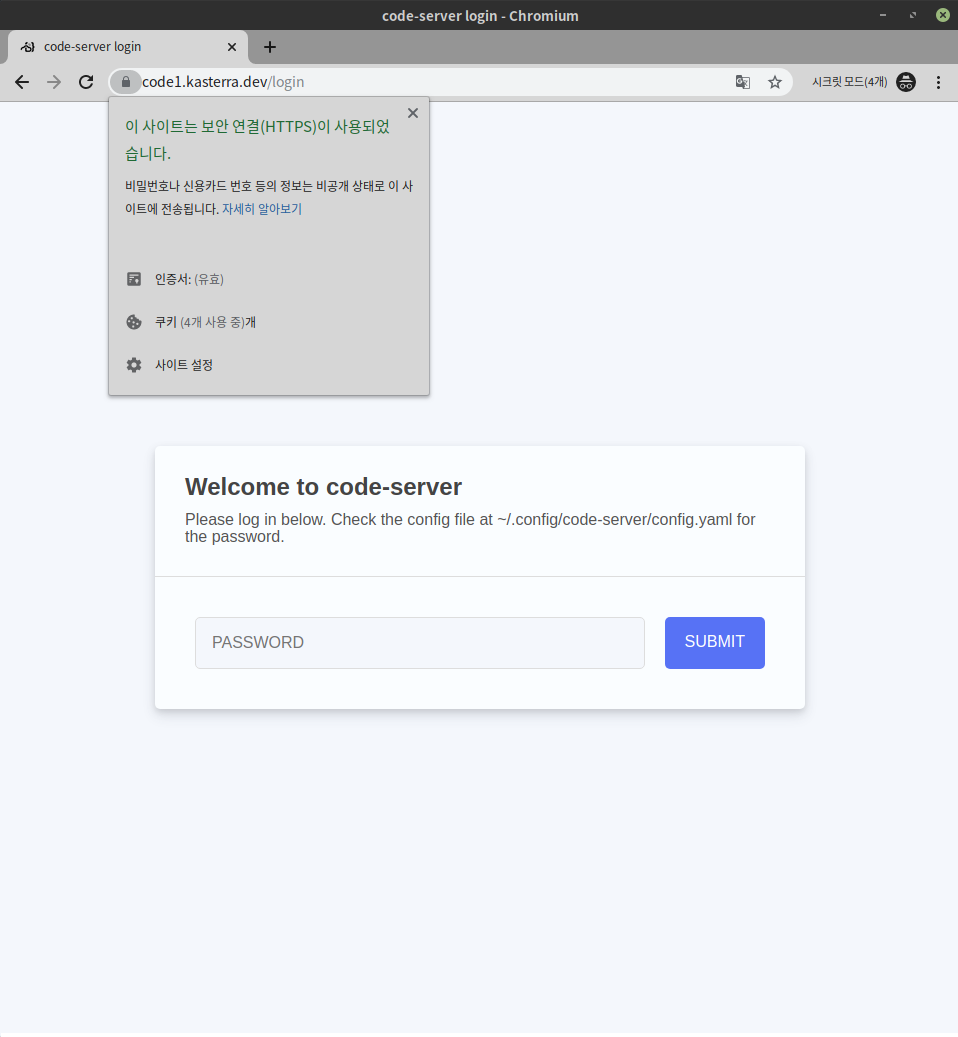 code-server login - Chromium
code-server login
code1.kasterra.dev/login
시크릿 모드(4개)
이 사이트는 보안 연결(HTTPS)이 사용되었
습니다.
비밀번호나 신용카드 번호 등의 정보는 비공개 상태로 이 사
이트에 전송됩니다. 자세히 알아보기
인증서: (유효)
쿠키 (4개 사용 중)개
사이트 설정
Welcome to code-server
Please log in below. Check the config file at ~/.config/code-server/config.yaml for
the password.
PASSWORD
SUBMIT